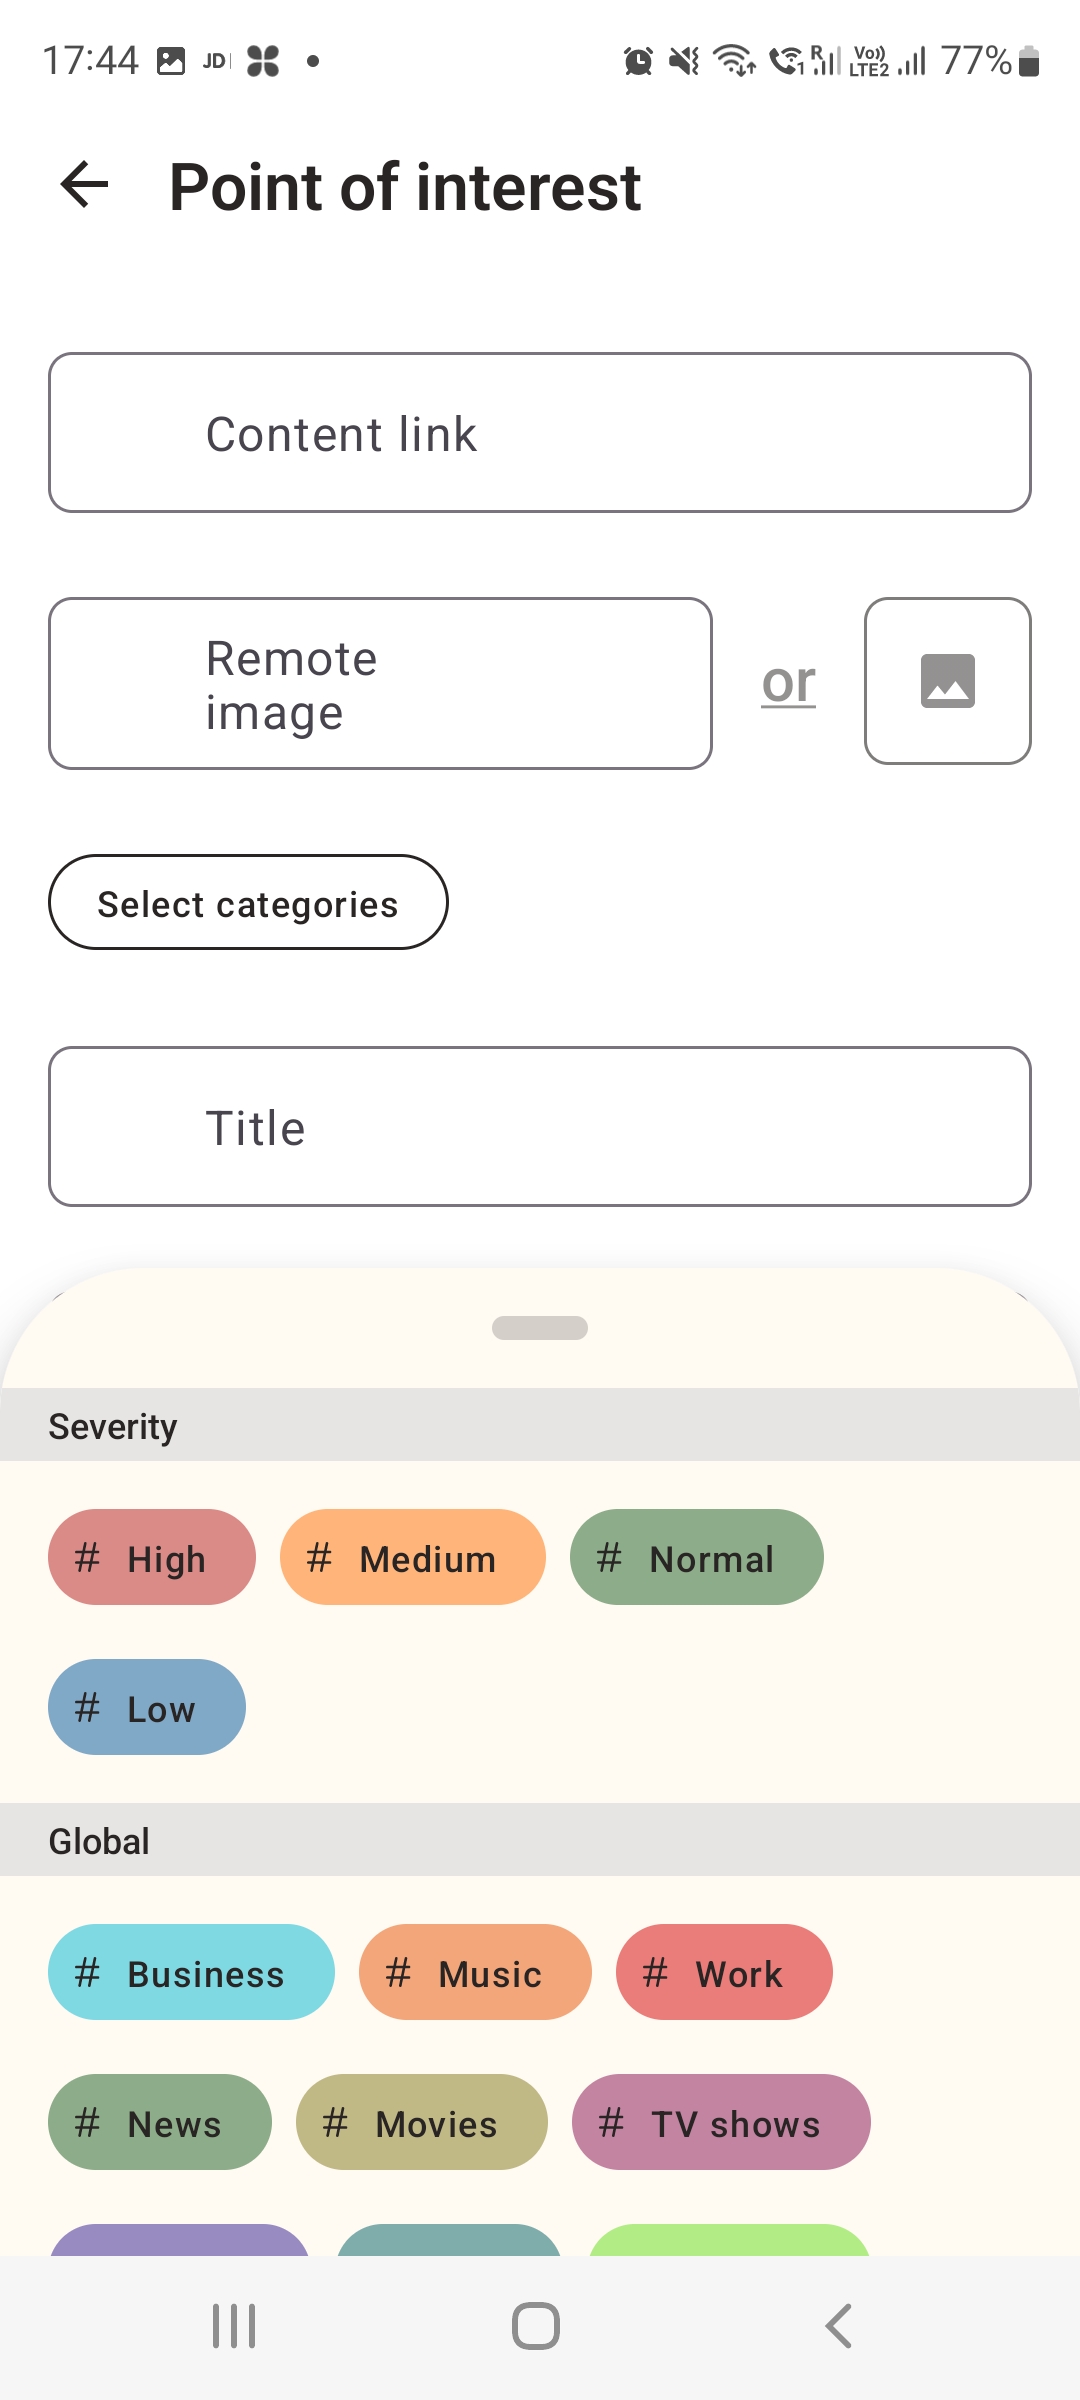 17:44 JD R Vo)) LTE2 77%
Point of interest
Content link
Remote
image
or
Select categories
Title
Severity
# High # Medium # Normal
# Low
Global
# Business # Music # Work
# News # Movies # TV shows